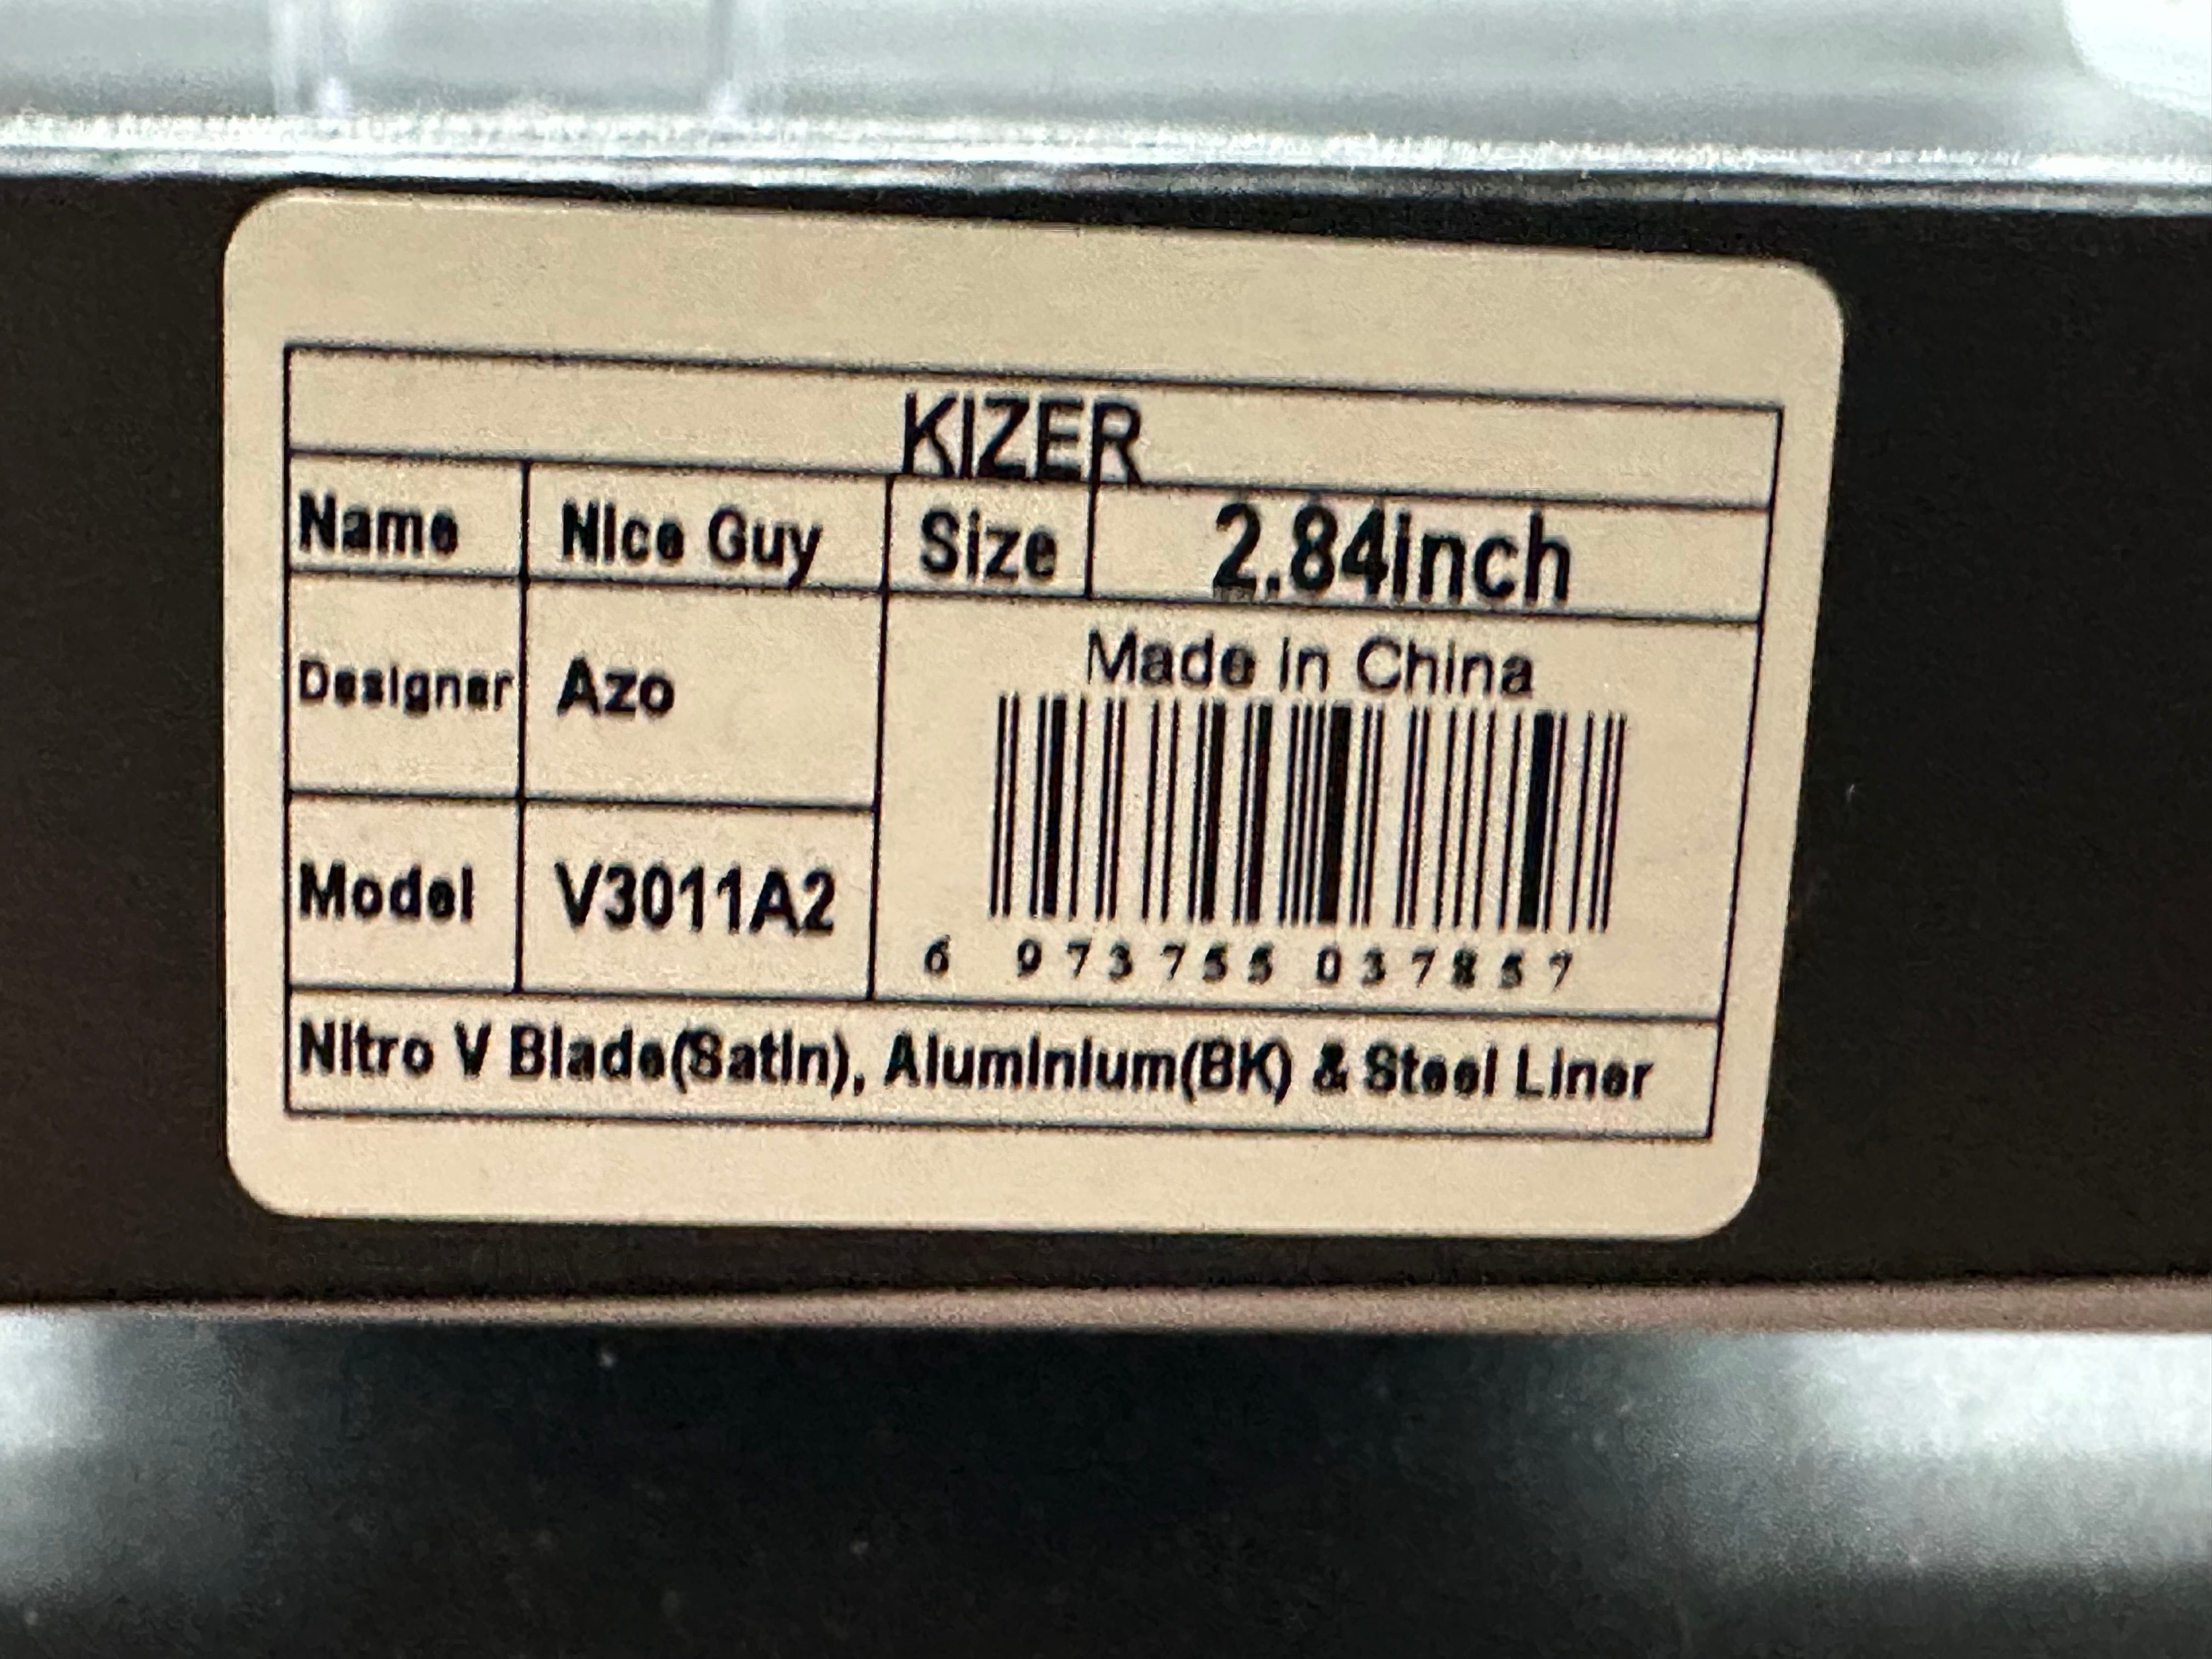 KIZER
Name Nice Guy Size 2.84inch
Made in China
Designer Azo
Model V3011A2
6 973755 037857
Nitro V Blade(Satin), Aluminium(BK) & Steel Liner